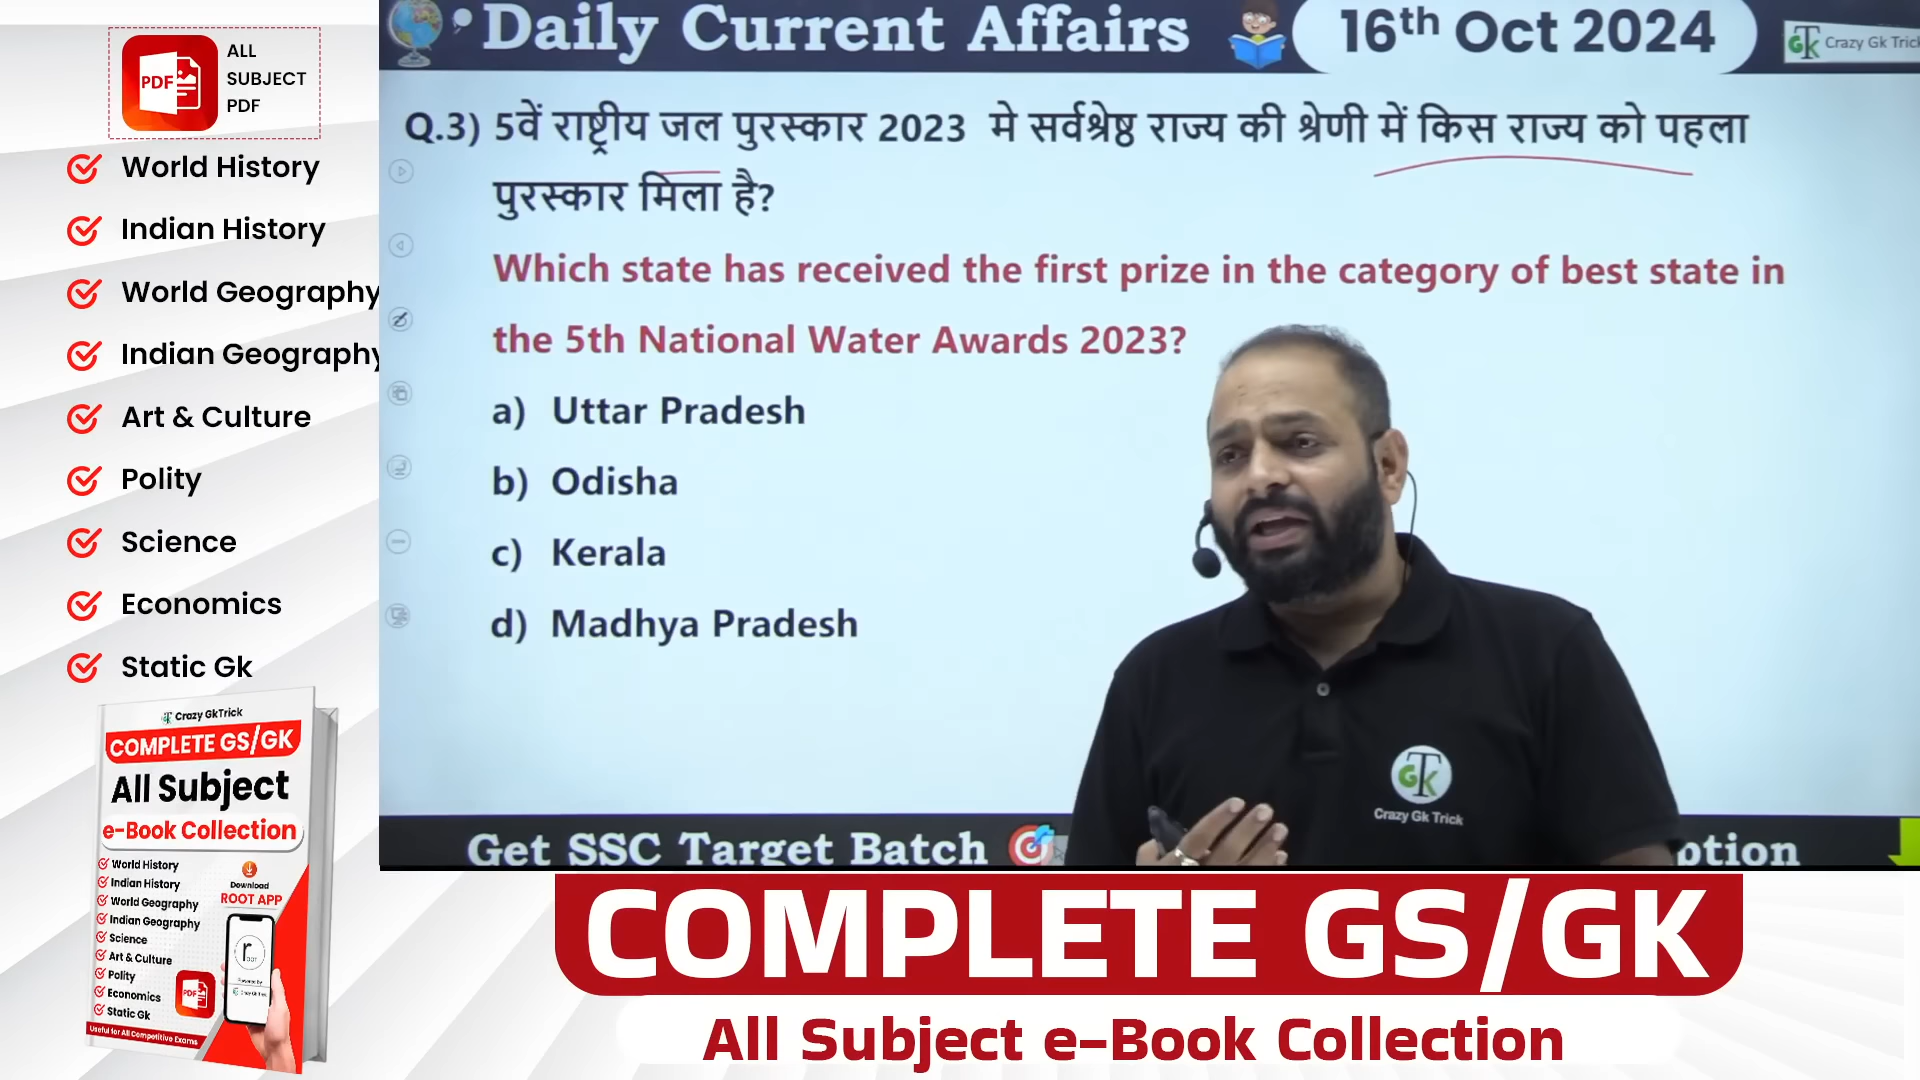 ALL
SUBJECT
PDF
PDF
World History
Indian History
World Geography
Indian Geography
Art & Culture
Polity
Science
Economics
Static Gk
Crazy GkTrick
COMPLETE GS/GK
All Subject
e-Book Collection
World History
Indian History
World Geography
Indian Geography
Science
Art & Culture
Polity
Economics
Static Gk
Download
ROOT APP
PDF
Useful for All Competitive Exams
Daily Current Affairs
16th Oct 2024
Crazy Gk Trick
Q.3) 5वें राष्ट्रीय जल पुरस्कार 2023 मे सर्वश्रेष्ठ राज्य की श्रेणी में किस राज्य को पहला
पुरस्कार मिला है?
Which state has received the first prize in the category of best state in
the 5th National Water Awards 2023?
a) Uttar Pradesh
b) Odisha
c) Kerala
d) Madhya Pradesh
GTK
Crazy Gk Trick
Get SSC Target Batch
ption
COMPLETE GS/GK
All Subject e-Book Collection